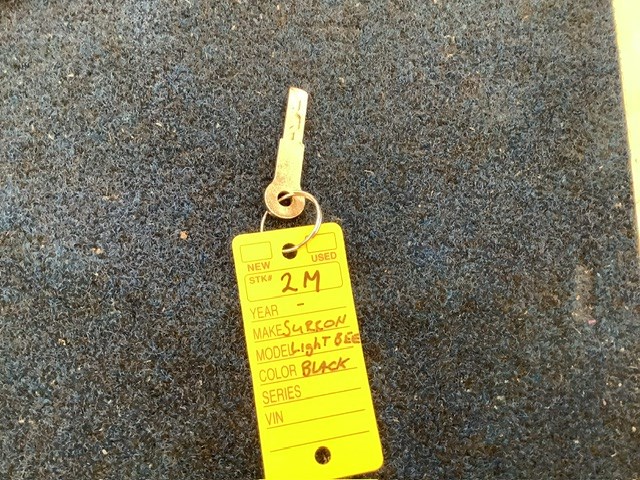 NEW USED
STK# 2M
YEAR -
MAKE SURRON
MODEL LighT BEE
COLOR BLACK
SERIES
VIN